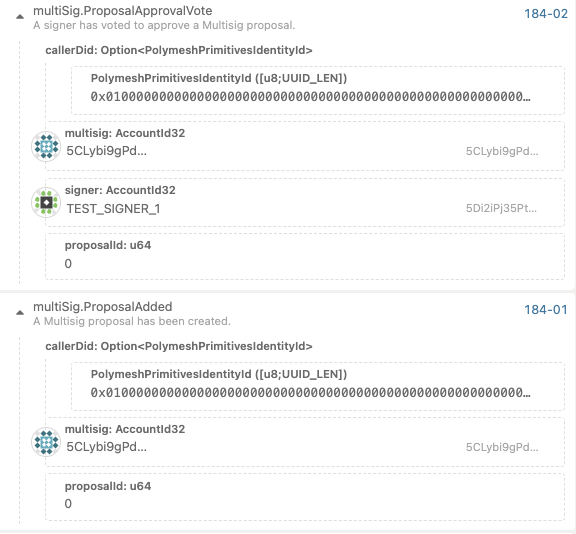 multiSig.ProposalApprovalVote 184-02
A signer has voted to approve a Multisig proposal.
callerDid: Option<PolymeshPrimitivesIdentityId>
PolymeshPrimitivesIdentityId ([u8;UUID_LEN])
0x01000000000000000000000000000000000000000000000000000…
multisig: AccountId32
5CLybi9gPd... 5CLybi9gPd...
signer: AccountId32
TEST_SIGNER_1 5Di2iPj35Pt...
proposalId: u64
0
multiSig.ProposalAdded 184-01
A Multisig proposal has been created.
callerDid: Option<PolymeshPrimitivesIdentityId>
PolymeshPrimitivesIdentityId ([u8;UUID_LEN])
0x01000000000000000000000000000000000000000000000000000…
multisig: AccountId32
5CLybi9gPd... 5CLybi9gPd...
proposalId: u64
0